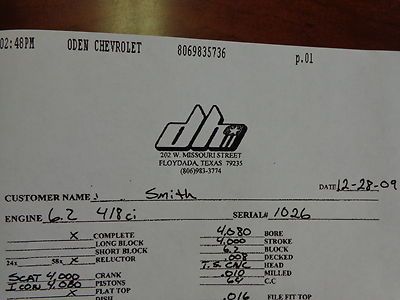 02:48PM ODEN CHEVROLET 8069835736 p.01
dh
202 W. MISSOURI STREET
FLOYDADA, TEXAS 79235
(806)983-3774
CUSTOMER NAME Smith DATE 12-28-09
ENGINE 6.2 418ci SERIAL# 1026
X COMPLETE 4,080 BORE
LONG BLOCK 4,000 STROKE
SHORT BLOCK 6.2 BLOCK
24x 58x X RELUCTOR .008 DECKED
I.S. CNC HEAD
SCAT 4,000 CRANK .010 MILLED
ICON 4,080 PISTONS 64 C.C
X FLAT TOP
DISH .016 FILE FIT TOP